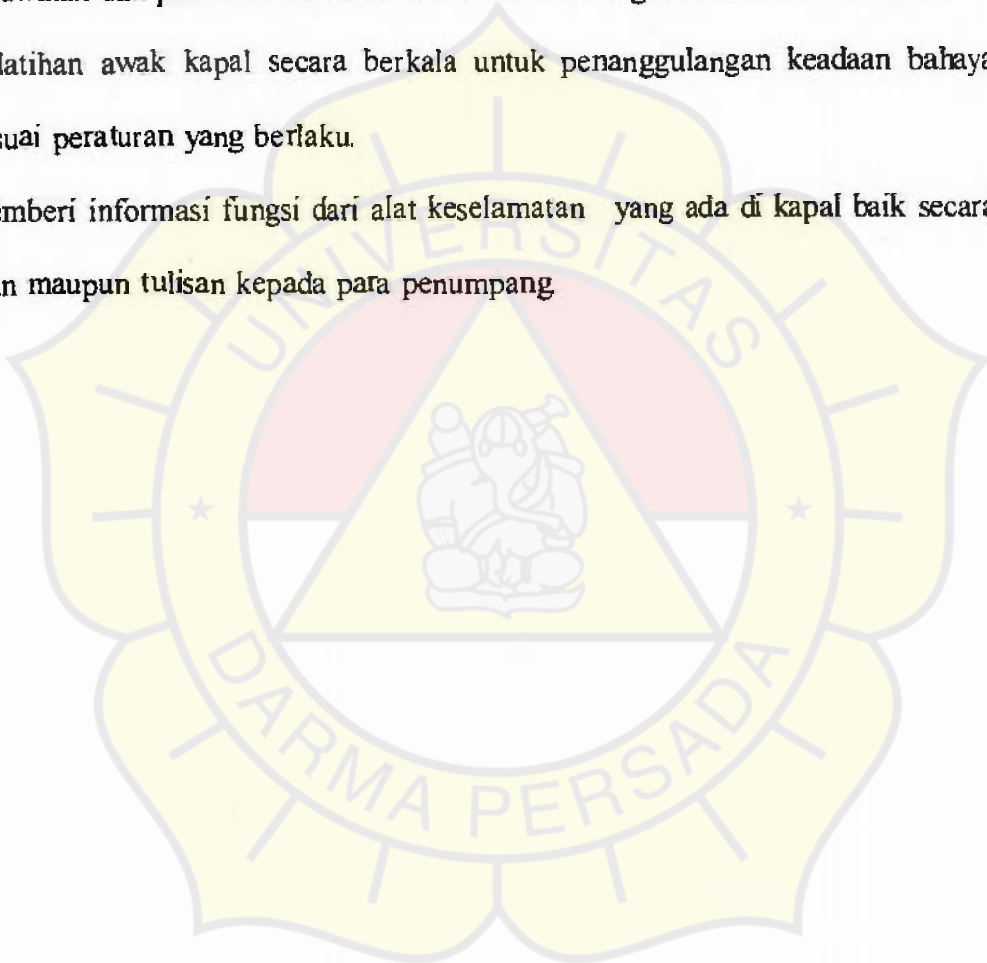 latihan awak kapal secara berkala untuk penanggulangan keadaan bahaya
suai peraturan yang berlaku.
emberi informasi fungsi dari alat keselamatan yang ada di kapal baik secara
n maupun tulisan kepada para penumpang
UNIVERSITAS
DARMA PERSADA